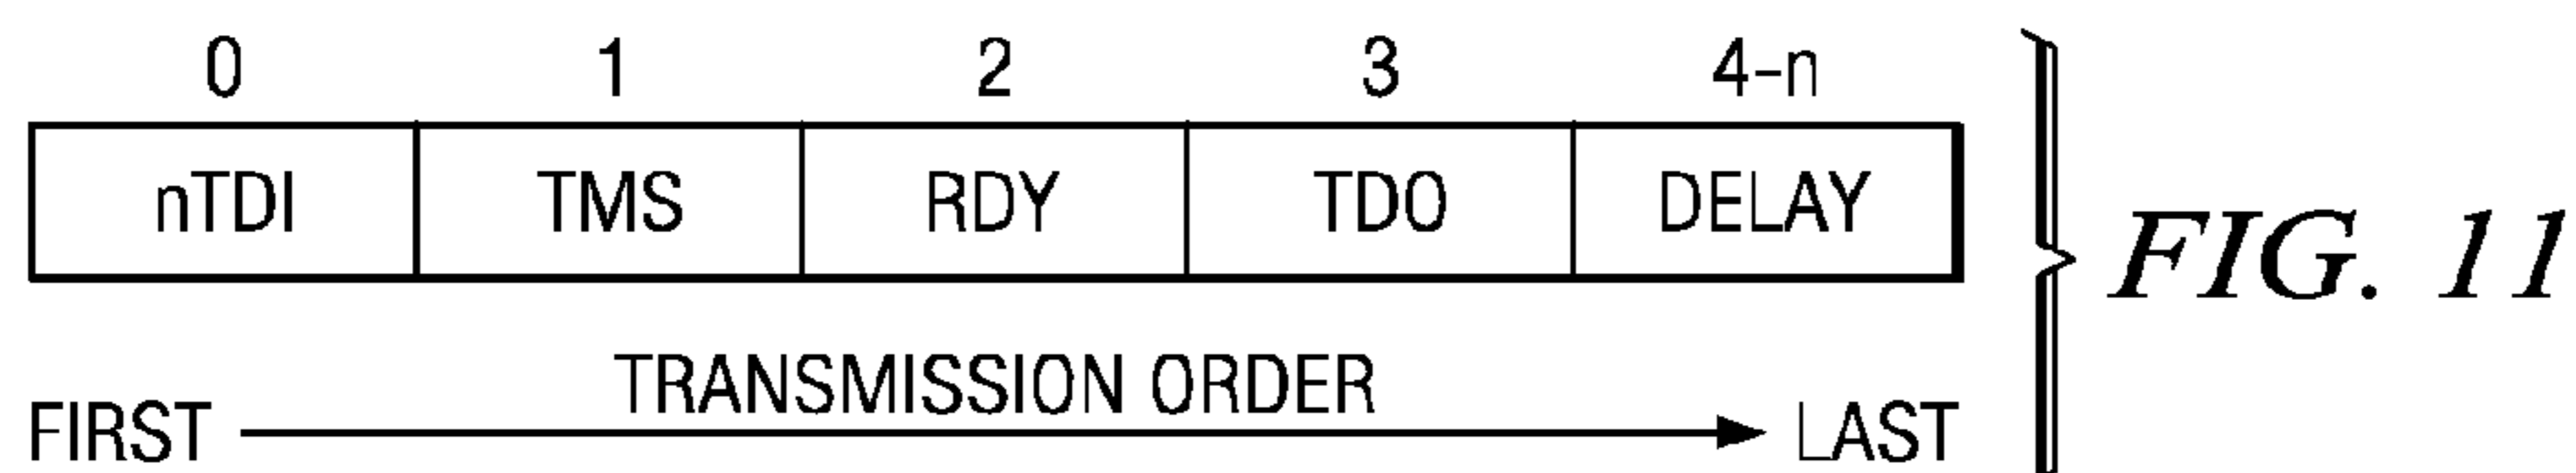 0 1 2 3 4-n
nTDI TMS RDY TDO DELAY
FIG. 11
TRANSMISSION ORDER
FIRST LAST